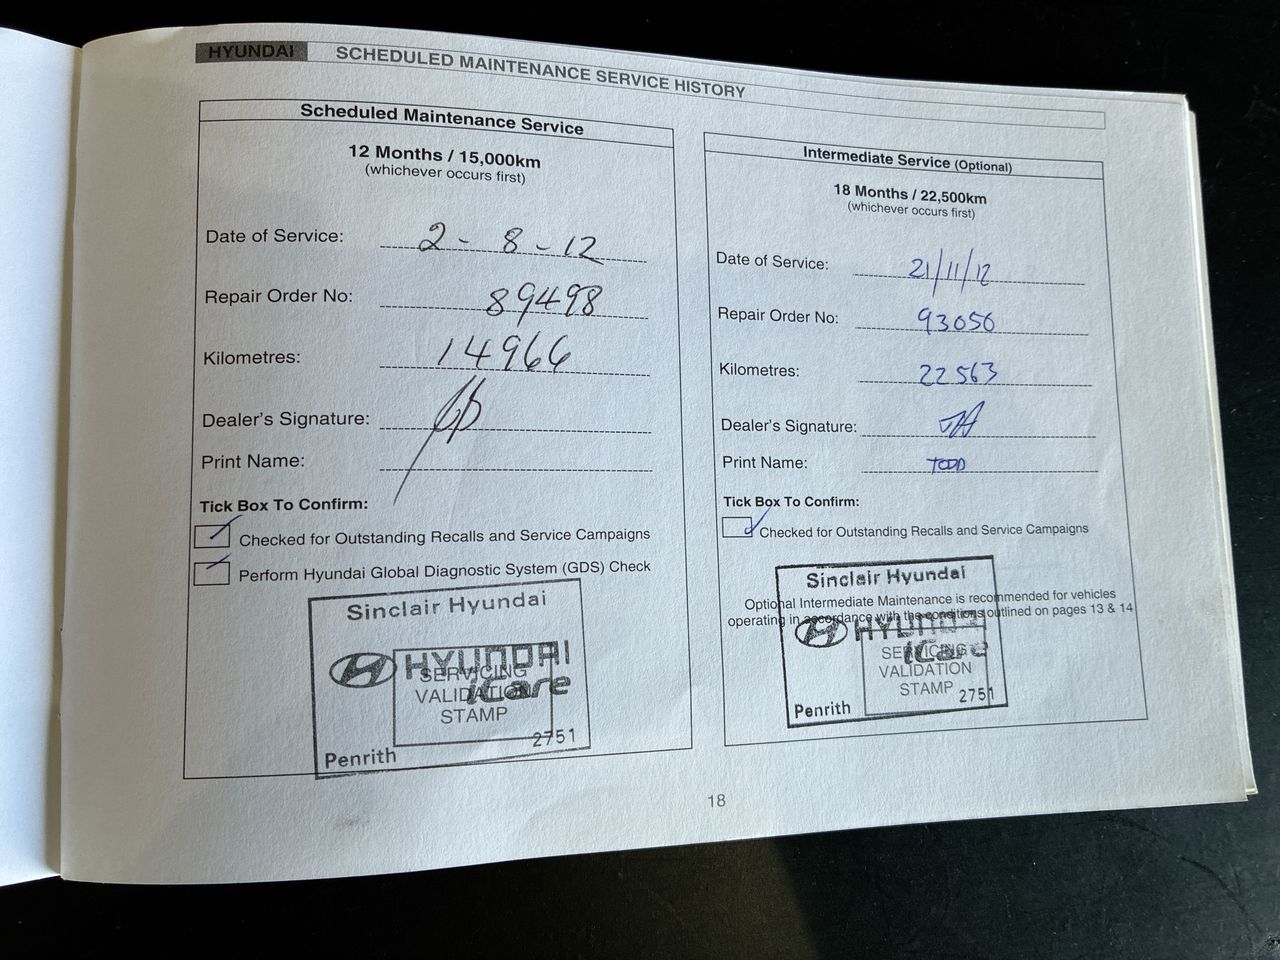 HYUNDAI SCHEDULED MAINTENANCE SERVICE HISTORY
Scheduled Maintenance Service
12 Months / 15,000km
(whichever occurs first)
Date of Service: 2-8-12
Repair Order No: 89498
Kilometres: 14966
Dealer's Signature:
Print Name:
Tick Box To Confirm:
Checked for Outstanding Recalls and Service Campaigns
Perform Hyundai Global Diagnostic System (GDS) Check
Sinclair Hyundai
HYUNDAI
iCare
SERVICING
VALIDATION
STAMP
Penrith 2751
Intermediate Service (Optional)
18 Months / 22,500km
(whichever occurs first)
Date of Service: 21/11/12
Repair Order No: 93056
Kilometres: 22563
Dealer's Signature:
Print Name: TODD
Tick Box To Confirm:
Checked for Outstanding Recalls and Service Campaigns
Sinclair Hyundai
Optional Intermediate Maintenance is recommended for vehicles
operating in accordance with the conditions outlined on pages 13 & 14
HYUNDAI
iCare
SERVICING
VALIDATION
STAMP
Penrith 2751
18